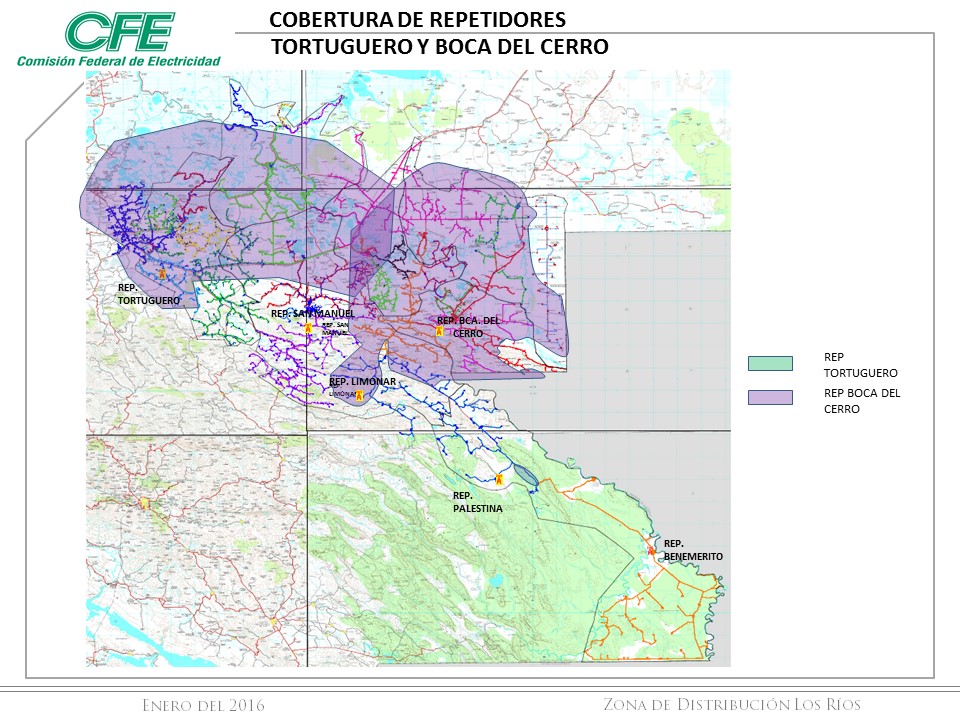 COBERTURA DE REPETIDORES
TORTUGUERO Y BOCA DEL CERRO
CFE
Comisión Federal de Electricidad
REP.
TORTUGUERO
REP. SAN MANUEL
REP. SAN
MANUEL
REP. BCA. DEL
CERRO
REP. LIMONAR
LIMONAR
REP.
PALESTINA
REP.
BENEMERITO
REP
TORTUGUERO
REP BOCA DEL
CERRO
ENERO DEL 2016
ZONA DE DISTRIBUCIÓN LOS RÍOS